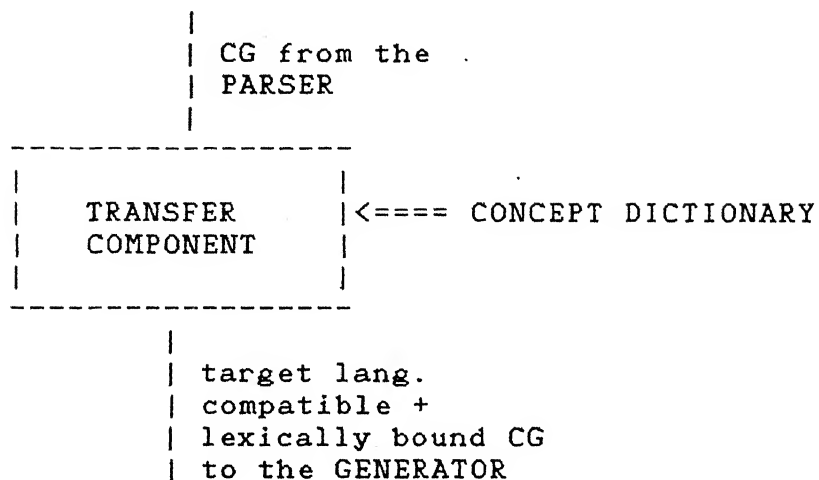 CG from the
PARSER
TRANSFER <==== CONCEPT DICTIONARY
COMPONENT
target lang.
compatible +
lexically bound CG
to the GENERATOR